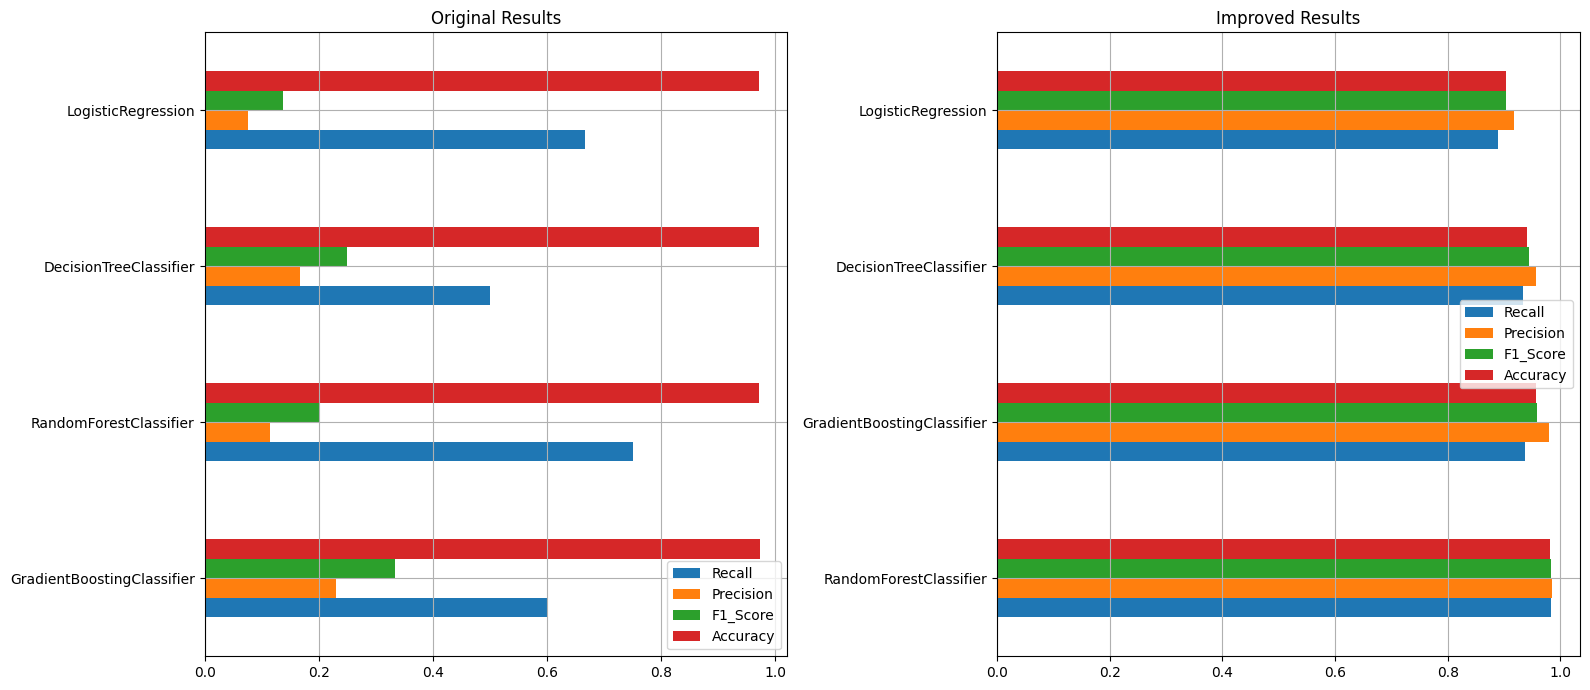 Original Results
LogisticRegression
DecisionTreeClassifier
RandomForestClassifier
GradientBoostingClassifier
Recall
Precision
F1_Score
Accuracy
0.0 0.2 0.4 0.6 0.8 1.0
Improved Results
LogisticRegression
DecisionTreeClassifier
GradientBoostingClassifier
RandomForestClassifier
Recall
Precision
F1_Score
Accuracy
0.0 0.2 0.4 0.6 0.8 1.0